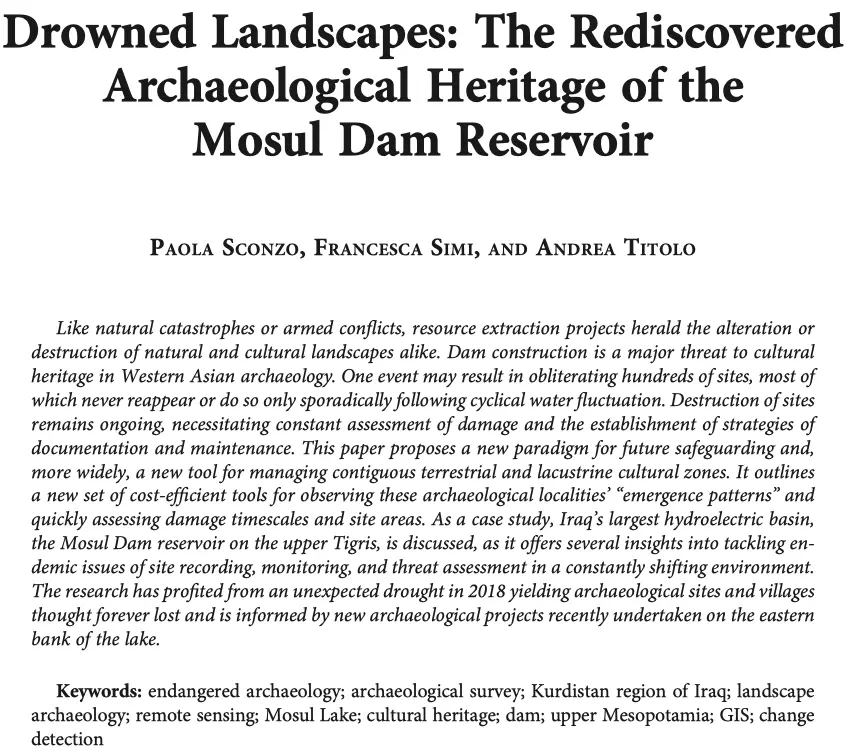 Drowned Landscapes: The Rediscovered
Archaeological Heritage of the
Mosul Dam Reservoir
Paola Sconzo, Francesca Simi, and Andrea Titolo
Like natural catastrophes or armed conflicts, resource extraction projects herald the alteration or
destruction of natural and cultural landscapes alike. Dam construction is a major threat to cultural
heritage in Western Asian archaeology. One event may result in obliterating hundreds of sites, most of
which never reappear or do so only sporadically following cyclical water fluctuation. Destruction of sites
remains ongoing, necessitating constant assessment of damage and the establishment of strategies of
documentation and maintenance. This paper proposes a new paradigm for future safeguarding and,
more widely, a new tool for managing contiguous terrestrial and lacustrine cultural zones. It outlines
a new set of cost-efficient tools for observing these archaeological localities’ “emergence patterns” and
quickly assessing damage timescales and site areas. As a case study, Iraq’s largest hydroelectric basin,
the Mosul Dam reservoir on the upper Tigris, is discussed, as it offers several insights into tackling en-
demic issues of site recording, monitoring, and threat assessment in a constantly shifting environment.
The research has profited from an unexpected drought in 2018 yielding archaeological sites and villages
thought forever lost and is informed by new archaeological projects recently undertaken on the eastern
bank of the lake.
Keywords: endangered archaeology; archaeological survey; Kurdistan region of Iraq; landscape
archaeology; remote sensing; Mosul Lake; cultural heritage; dam; upper Mesopotamia; GIS; change
detection